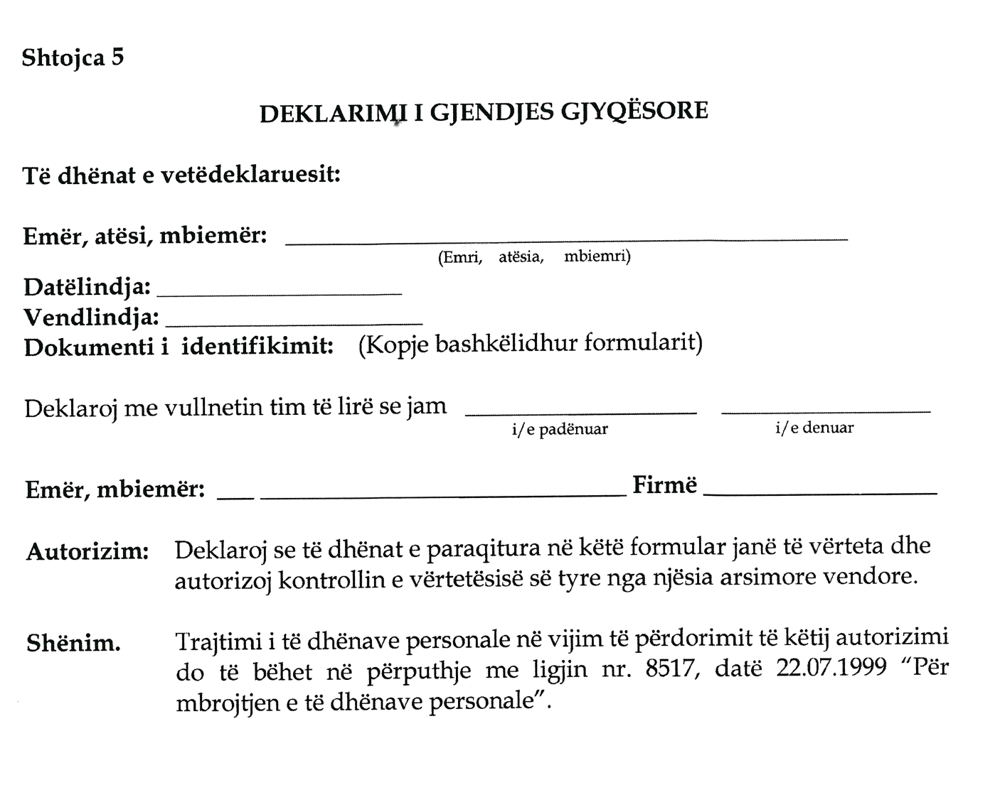 Shtojca 5
DEKLARIMI I GJENDJES GJYQËSORE
Të dhënat e vetëdeklaruesit:
Emër, atësi, mbiemër:
(Emri, atësia, mbiemri)
Datëlindja:
Vendlindja:
Dokumenti i identifikimit: (Kopje bashkëlidhur formularit)
Deklaroj me vullnetin tim të lirë se jam
i/e padënuar i/e denuar
Emër, mbiemër: Firmë
Autorizim: Deklaroj se të dhënat e paraqitura në këtë formular janë të vërteta dhe
autorizoj kontrollin e vërtetësisë së tyre nga njësia arsimore vendore.
Shënim. Trajtimi i të dhënave personale në vijim të përdorimit të këtij autorizimi
do të bëhet në përputhje me ligjin nr. 8517, datë 22.07.1999 "Për
mbrojtjen e të dhënave personale".